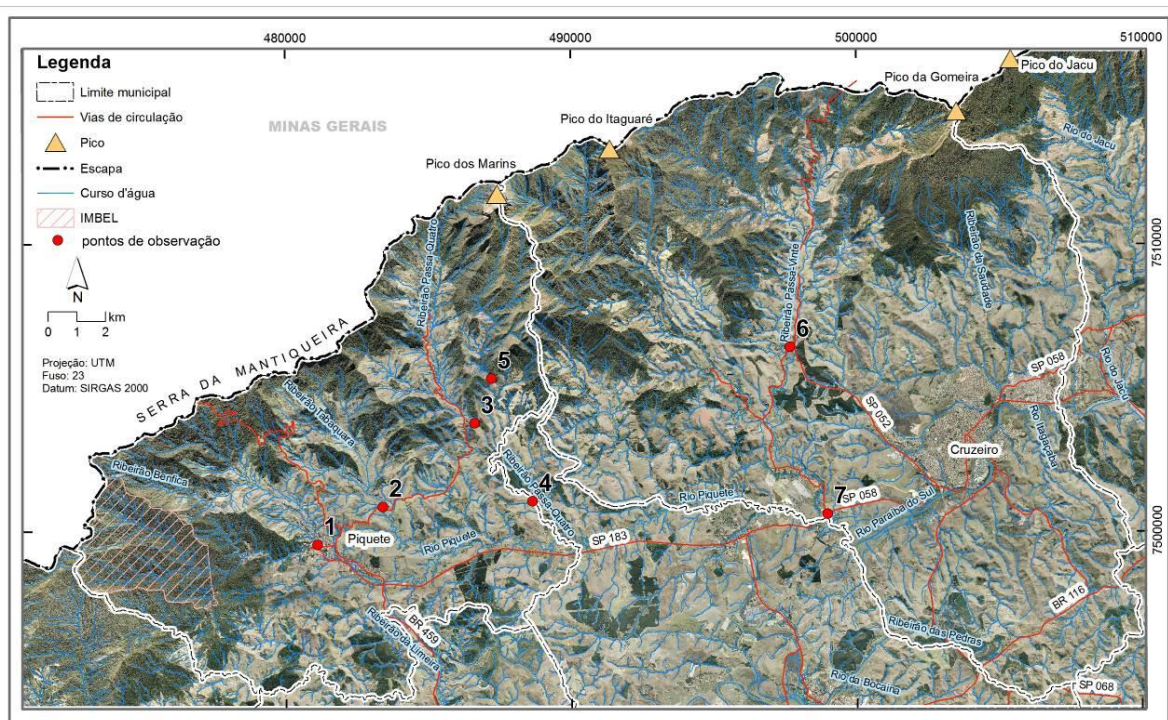 480000
490000
500000
510000
Legenda
Limite municipal
Vias de circulação
Pico
Escapa
Curso d'água
IMBEL
pontos de observação
N
0 1 2 km
Projeção: UTM
Fuso: 23
Datum: SIRGAS 2000
MINAS GERAIS
SERRA DA MANTIQUEIRA
Pico dos Marins
Pico do Itaguaré
Pico da Gomeira
Pico do Jacu
Rio do Jacu
Ribeirão da Saudade
Ribeirão Passa-Vinte
Ribeirão Passa-Quatro
7510000
6
5
3
SP 058
Rio do Jacu
Ribeirão Tabaquara
SP 052
Rio Itagaçaba
Cruzeiro
Ribeirão Benfica
2
Ribeirão Passa-Quatro
4
Rio Piquete
7
SP 058
Rio Paraíba do Sul
1
Piquete
Rio Piquete
SP 183
7500000
BR 116
BR 459
Ribeirão da Limeira
Ribeirão das Pedras
Rio da Bocaina
SP 068